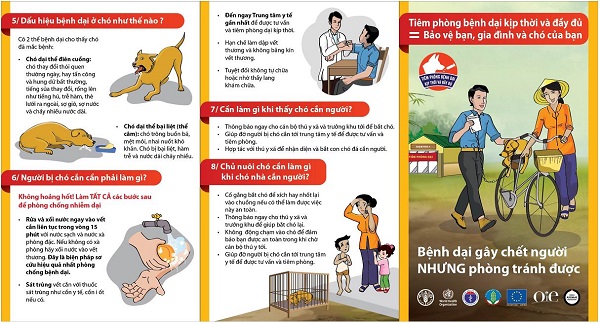 5/ Dấu hiệu bệnh dại ở chó như thế nào ?
Có 2 thể bệnh dại cho thấy chó
đã mắc bệnh:
• Chó dại thể điên cuồng:
chó thay đổi thói quen
thường ngày, hay tấn công
và hung dữ bất thường,
tiếng sủa thay đổi, rống lên
như tiếng hú, trễ hàm, thè
lưỡi ra ngoài, sợ gió, sợ nước
và chảy nhiều nước dãi.
• Chó dại thể bại liệt (thể
câm): chó trông buồn bã,
mệt mỏi, nhai nuốt khó
khăn. Chó bị bại liệt, hàm
trễ và nước dãi chảy nhiều.
6/ Người bị chó cắn cần phải làm gì?
Không hoảng hốt! Làm TẤT CẢ các bước sau
để phòng chống nhiễm dại
• Rửa và xối nước ngay vào vết
cắn liên tục trong vòng 15
phút với nước sạch và nước xà
phòng đặc. Nếu không có xà
phòng hãy xối nước vào vết
thương. Đây là biện pháp sơ
cứu hiệu quả nhất phòng
chống bệnh dại.
• Sát trùng vết cắn với thuốc
sát trùng như cồn y tế, cồn i ốt
nếu có.
• Đến ngay Trung tâm y tế
gần nhất để được tư vấn
và tiêm phòng dại kịp thời.
• Hạn chế làm dập vết
thương và không băng kín
vết thương.
• Tuyệt đối không tự chữa
hoặc nhờ thầy lang
khám chữa.
7/ Cần làm gì khi thấy chó cắn người?
• Thông báo ngay cho cán bộ thú y xã và trưởng khu tới để bắt chó.
• Giúp đỡ người bị chó cắn tới trung tâm y tế để được tư vấn và
tiêm phòng.
• Hợp tác với thú y xã để nhận diện và bắt con chó đã cắn người.
8/ Chủ nuôi chó cần làm gì
khi chó nhà cắn người?
• Cố gắng bắt chó để xích hay nhốt lại
vào chuồng nếu có thể làm được việc
này an toàn.
• Thông báo ngay cho thú y xã và
trưởng khu để giúp bắt chó lại.
• Không động chạm vào chó để đảm
bảo bạn được an toàn trong khi chờ
cán bộ thú y tới.
• Giúp đỡ người bị chó cắn tới trung tâm
y tế để được tư vấn và tiêm phòng.
Tiêm phòng bệnh dại kịp thời và đầy đủ
= Bảo vệ bạn, gia đình và chó của bạn
TIÊM PHÒNG BỆNH DẠI
KỊP THỜI VÀ ĐẦY ĐỦ
Bệnh dại gây chết người
NHƯNG phòng tránh được
World Health
Organization
Oie